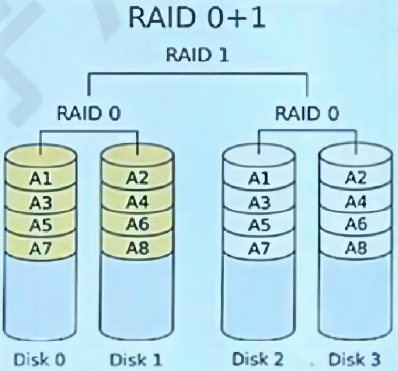 RAID 0+1
RAID 1
RAID 0 RAID 0
A1 A2 A1 A2
A3 A4 A3 A4
A5 A6 A5 A6
A7 A8 A7 A8
Disk 0 Disk 1 Disk 2 Disk 3